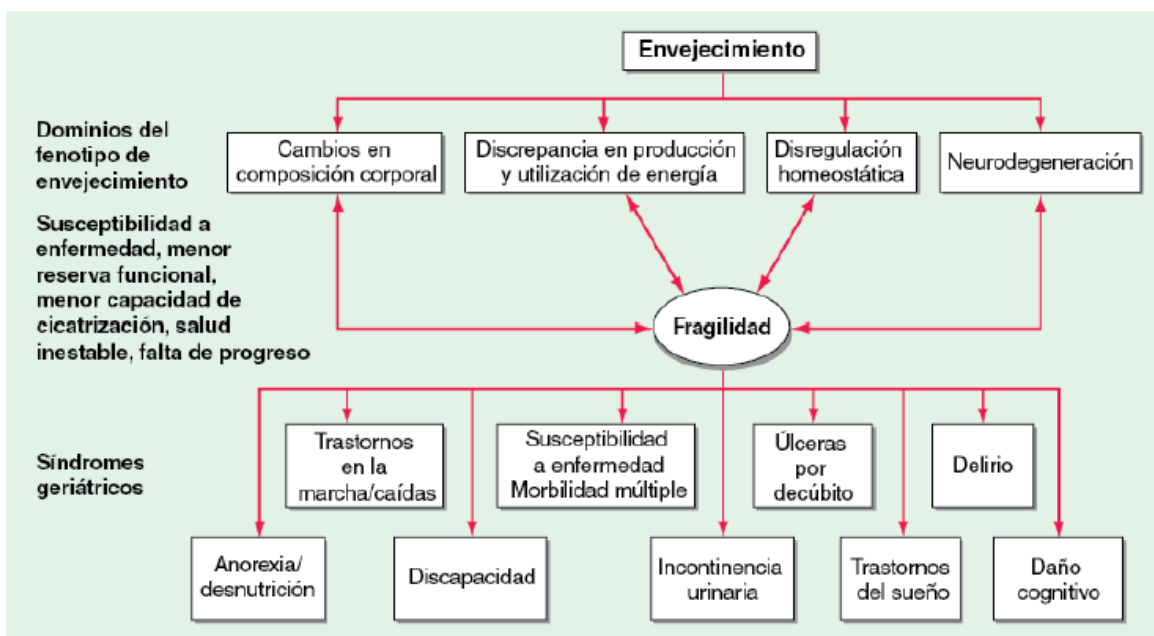 Envejecimiento
Dominios del
fenotipo de
envejecimiento
Cambios en
composición corporal
Discrepancia en producción
y utilización de energía
Disregulación
homeostática
Neurodegeneración
Susceptibilidad a
enfermedad, menor
reserva funcional,
menor capacidad de
cicatrización, salud
inestable, falta de progreso
Fragilidad
Síndromes
geriátricos
Trastornos
en la
marcha/caídas
Susceptibilidad
a enfermedad
Morbilidad múltiple
Úlceras
por
decúbito
Delirio
Anorexia/
desnutrición
Discapacidad
Incontinencia
urinaria
Trastornos
del sueño
Daño
cognitivo